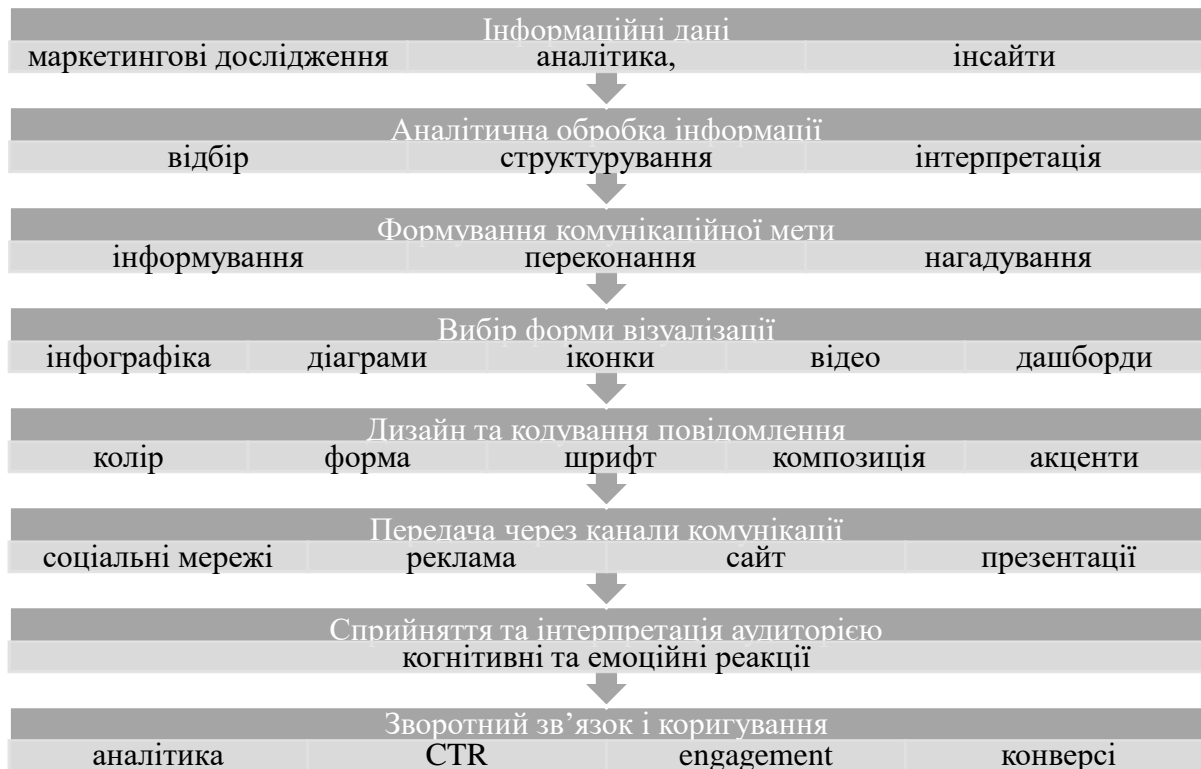 Інформаційні дані
маркетингові дослідження аналітика, інсайти
Аналітична обробка інформації
відбір структурування інтерпретація
Формування комунікаційної мети
інформування переконання нагадування
Вибір форми візуалізації
інфографіка діаграми іконки відео дашборди
Дизайн та кодування повідомлення
колір форма шрифт композиція акценти
Передача через канали комунікації
соціальні мережі реклама сайт презентації
Сприйняття та інтерпретація аудиторією
когнітивні та емоційні реакції
Зворотний зв’язок і коригування
аналітика CTR engagement конверсі